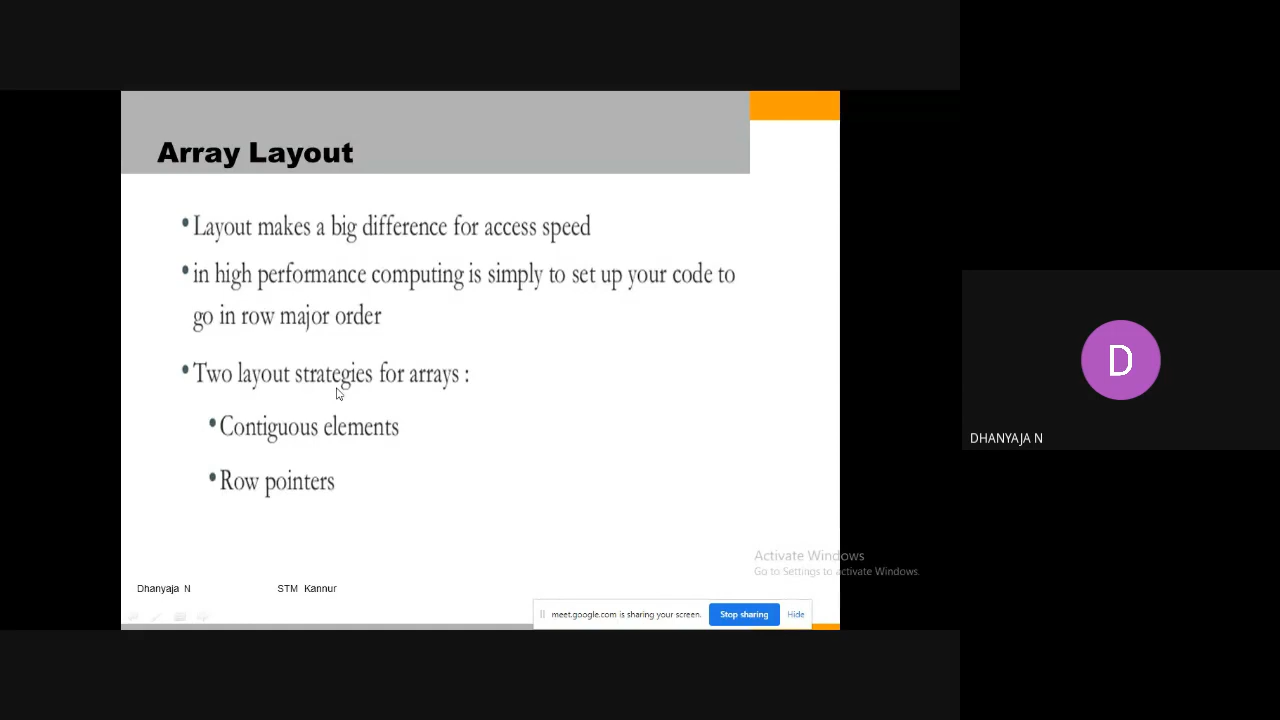 Array Layout
• Layout makes a big difference for access speed
• in high performance computing is simply to set up your code to
go in row major order
• Two layout strategies for arrays :
• Contiguous elements
• Row pointers
Activate Windows
Go to Settings to activate Windows.
Dhanyaja N STM Kannur
meet.google.com is sharing your screen. Stop sharing Hide
D
DHANYAJA N